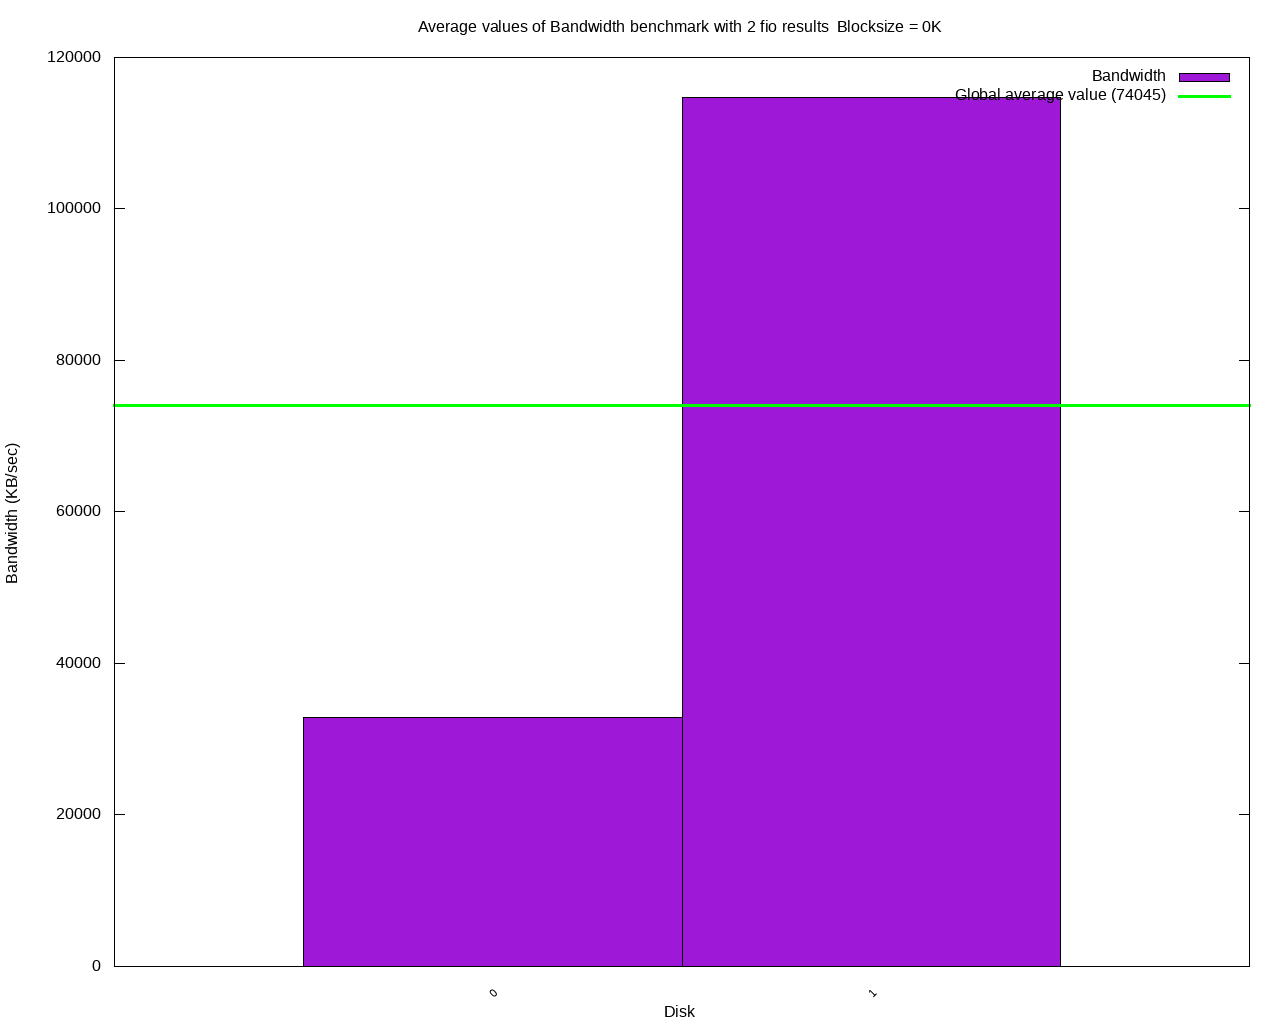 Average values of Bandwidth benchmark with 2 fio results  Blocksize = 0K
120000
100000
80000
60000
40000
20000
0
Bandwidth (KB/sec)
Bandwidth
Global average value (74045)
0
1
Disk